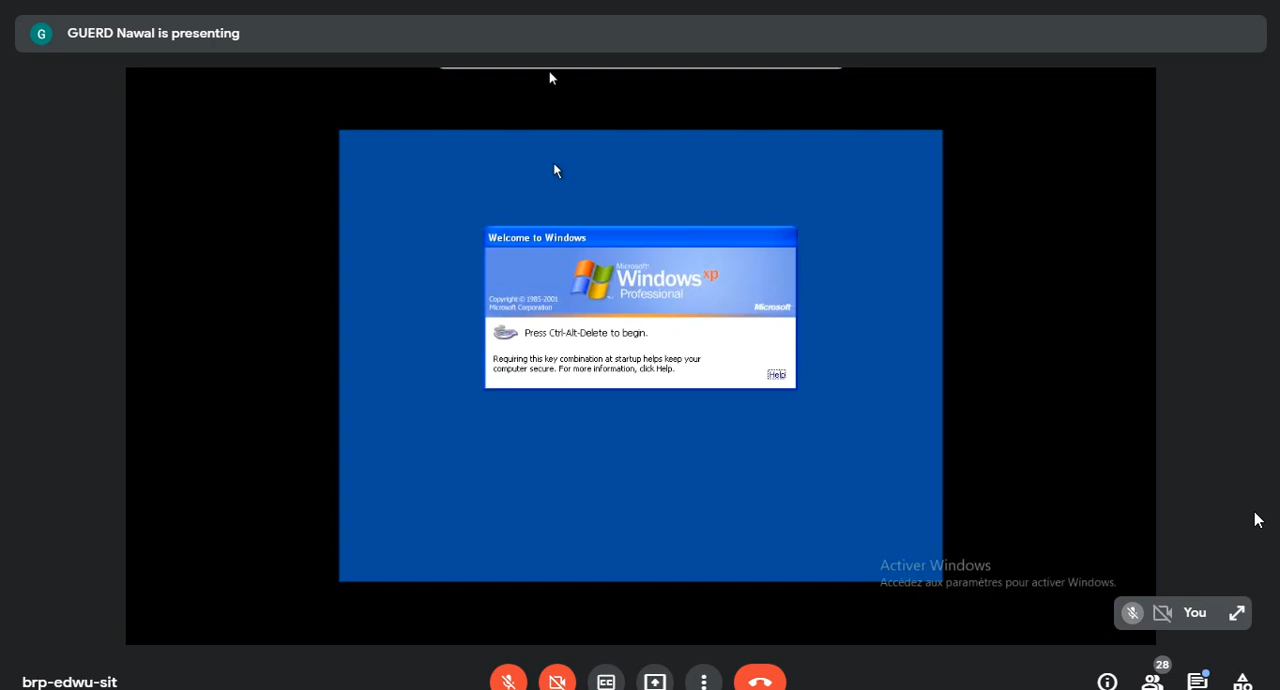 G GUERD Nawal is presenting
Welcome to Windows
Microsoft
Windows xp
Professional
Copyright © 1985-2001
Microsoft Corporation
Microsoft
Press Ctrl-Alt-Delete to begin.
Requiring this key combination at startup helps keep your
computer secure. For more information, click Help.
Help
Activer Windows
Accédez aux paramètres pour activer Windows.
You
28
brp-edwu-sit
CC